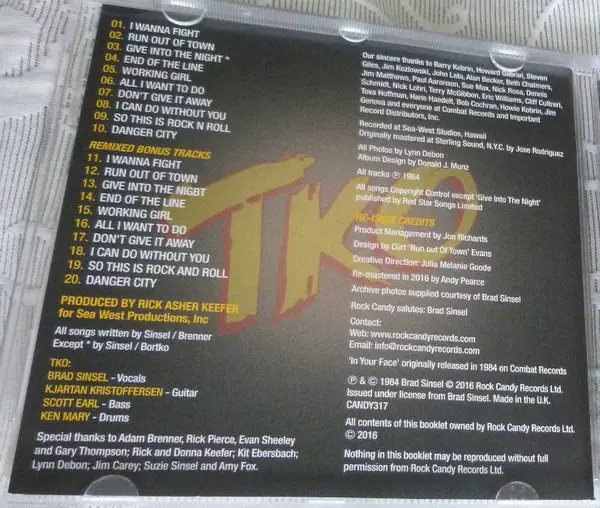 01. I WANNA FIGHT
02. RUN OUT OF TOWN
03. GIVE INTO THE NIGHT *
04. END OF THE LINE
05. WORKING GIRL
06. ALL I WANT TO DO
07. DON'T GIVE IT AWAY
08. I CAN DO WITHOUT YOU
09. SO THIS IS ROCK N ROLL
10. DANGER CITY
REMIXED BONUS TRACKS
11. I WANNA FIGHT
12. RUN OUT OF TOWN
13. GIVE INTO THE NIGBT
14. END OF THE LINE
15. WORKING GIRL
16. ALL I WANT TO DO
17. DON'T GIVE IT AWAY
18. I CAN DO WITHOUT YOU
19. SO THIS IS ROCK AND ROLL
20. DANGER CITY
PRODUCED BY RICK ASHER KEEFER
for Sea West Productions, Inc
All songs written by Sinsel / Brenner
Except * by Sinsel / Bortko
TKO:
BRAD SINSEL - Vocals
KJARTAN KRISTOFFERSEN - Guitar
SCOTT EARL - Bass
KEN MARY - Drums
Special thanks to Adam Brenner, Rick Pierce, Evan Sheeley
and Gary Thompson; Rick and Donna Keefer; Kit Ebersbach;
Lynn Debon; Jim Carey; Suzie Sinsel and Amy Fox.
TKO
Our sincere thanks to Barry Kobrin, Howard Gabriel, Steven
Giles, Jim Kozlowski, John Lata, Alan Becker, Beth Chalmers,
Jim Matthews, Paul Aaronson, Sue Max, Nick Rosa, Dennis
Schmidt, Nick Lohri, Terry McGibbon, Eric Williams, Cliff Cultreri,
Tova Hoffman, Hans Handelt, Bob Cochran, Howie Kobrin, Jim
Genova and everyone at Combat Records and Important
Record Distributors, Inc.
Recorded at Sea-West Studios, Hawaii
Originally mastered at Sterling Sound, N.Y.C. by Jose Rodriguez
All Photos by Lynn Debon
Album Design by Donald J. Munz
All tracks ℗ 1984
All songs Copyright Control except 'Give Into The Night'
published by Red Star Songs Limited
RE-ISSUE CREDITS
Product Management by Jon Richards
Design by Cürt 'Run out of Town' Evans
Creative Direction: Julia Melanie Goode
Re-mastered in 2016 by Andy Pearce
Archive photos supplied courtesy of Brad Sinsel
Rock Candy salutes: Brad Sinsel
Contact:
Web: www.rockcandyrecords.com
Email: info@rockcandyrecords.com
'In Your Face' originally released in 1984 on Combat Records
℗ & © 1984 Brad Sinsel © 2016 Rock Candy Records Ltd.
Issued under license from Brad Sinsel. Made in the U.K.
CANDY317
All contents of this booklet owned by Rock Candy Records Ltd.
© 2016
Nothing in this booklet may be reproduced without full
permission from Rock Candy Records Ltd.